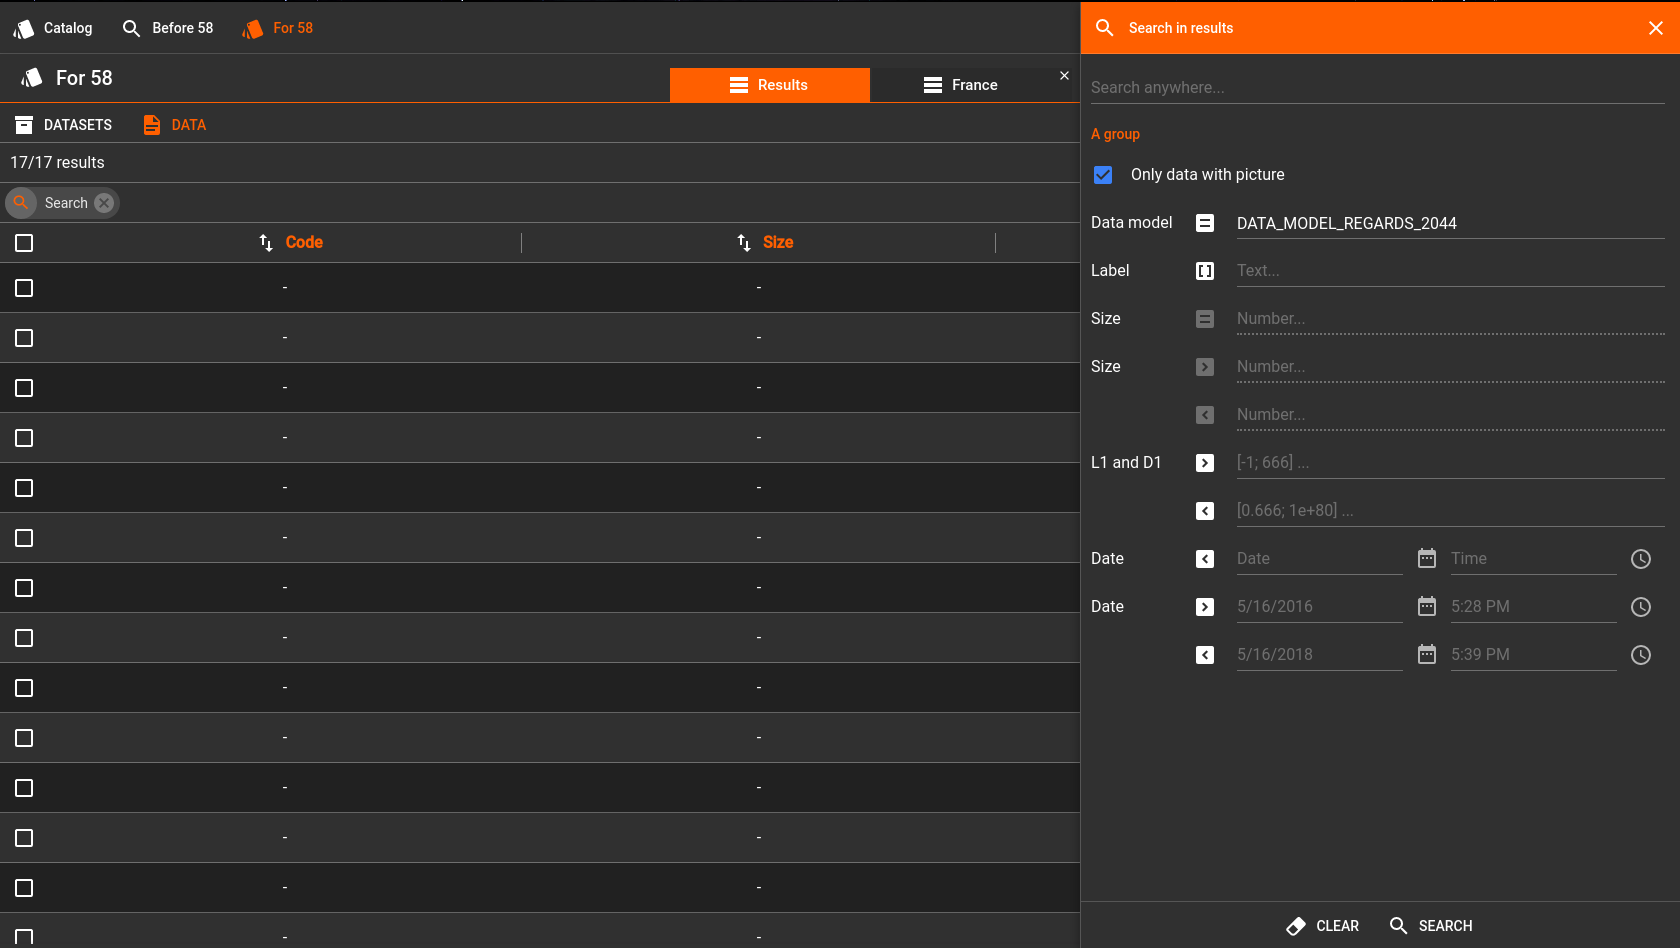 Catalog Before 58 For 58
For 58 Results France
DATASETS DATA
17/17 results
Search
Code Size
- -
- -
- -
- -
- -
- -
- -
- -
- -
- -
- -
- -
- -
- -
Search in results
Search anywhere...
A group
Only data with picture
Data model DATA_MODEL_REGARDS_2044
Label Text...
Size Number...
Size Number...
Number...
L1 and D1 [-1; 666] ...
[0.666; 1e+80] ...
Date Date Time
Date 5/16/2016 5:28 PM
5/16/2018 5:39 PM
CLEAR SEARCH